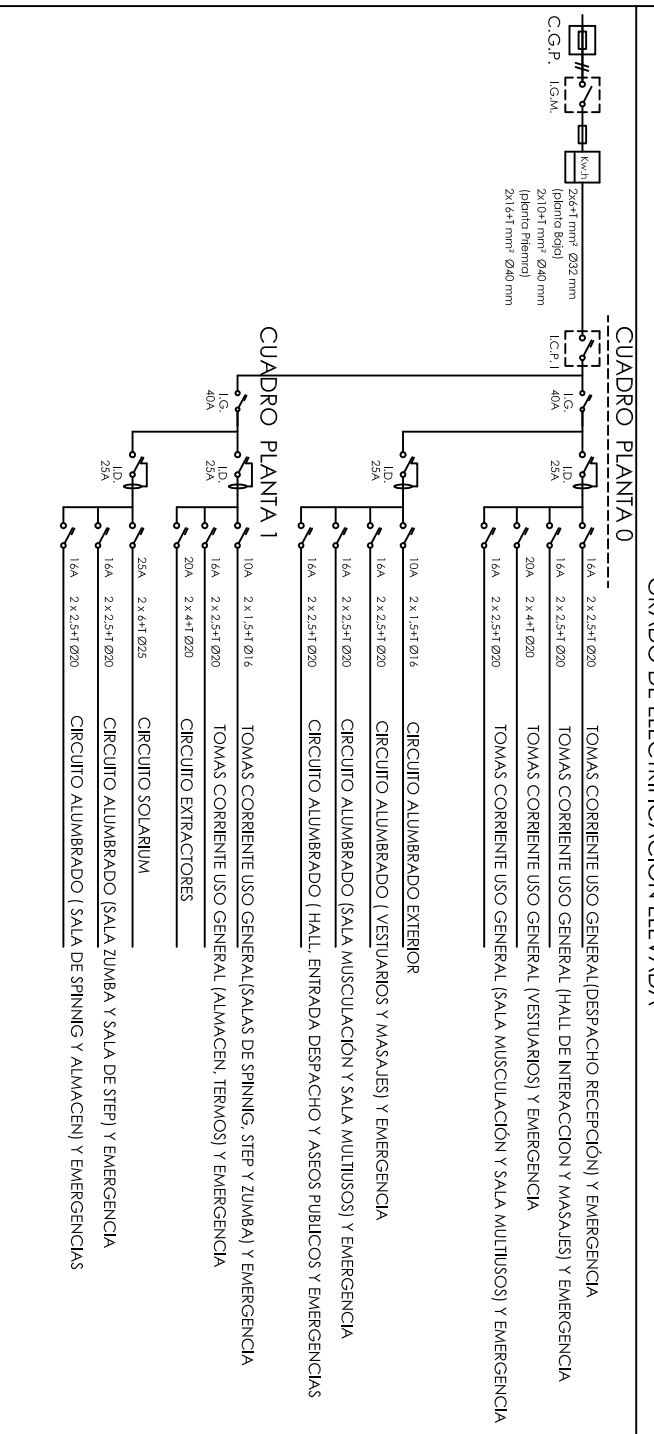 GRADO DE ELECTRIFICACIÓN ELEVADA
C.G.P.
I.G.M.
Kw.h
2x6+T mm² Ø32 mm
(planta Baja)
2x10+T mm² Ø40 mm
(planta Priemra)
2x16+T mm² Ø40 mm
I.C.P. I
CUADRO PLANTA 0
I.G.
40A
I.D.
25A
16A 2 x 2,5+T Ø20 TOMAS CORRIENTE USO GENERAL(DESPACHO RECEPCIÓN) Y EMERGENCIA
16A 2 x 2,5+T Ø20 TOMAS CORRIENTE USO GENERAL (HALL DE INTERACCION Y MASAJES) Y EMERGENCIA
20A 2 x 4+T Ø20 TOMAS CORRIENTE USO GENERAL (VESTUARIOS) Y EMERGENCIA
16A 2 x 2,5+T Ø20 TOMAS CORRIENTE USO GENERAL (SALA MUSCULACIÓN Y SALA MULTIUSOS) Y EMERGENCIA
I.D.
25A
10A 2 x 1,5+T Ø16 CIRCUITO ALUMBRADO EXTERIOR
16A 2 x 2,5+T Ø20 CIRCUITO ALUMBRADO ( VESTUARIOS Y MASAJES) Y EMERGENCIA
16A 2 x 2,5+T Ø20 CIRCUITO ALUMBRADO (SALA MUSCULACIÓN Y SALA MULTIUSOS) Y EMERGENCIA
16A 2 x 2,5+T Ø20 CIRCUITO ALUMBRADO ( HALL, ENTRADA DESPACHO Y ASEOS PUBLICOS Y EMERGENCIAS
CUADRO PLANTA 1
I.G.
40A
I.D.
25A
10A 2 x 1,5+T Ø16 TOMAS CORRIENTE USO GENERAL(SALAS DE SPINNIG, STEP Y ZUMBA) Y EMERGENCIA
16A 2 x 2,5+T Ø20 TOMAS CORRIENTE USO GENERAL (ALMACEN, TERMOS) Y EMERGENCIA
20A 2 x 4+T Ø20 CIRCUITO EXTRACTORES
I.D.
25A
25A 2 x 6+T Ø25 CIRCUITO SOLARIUM
16A 2 x 2,5+T Ø20 CIRCUITO ALUMBRADO (SALA ZUMBA Y SALA DE STEP) Y EMERGENCIA
16A 2 x 2,5+T Ø20 CIRCUITO ALUMBRADO ( SALA DE SPINNIG Y ALMACEN) Y EMERGENCIAS